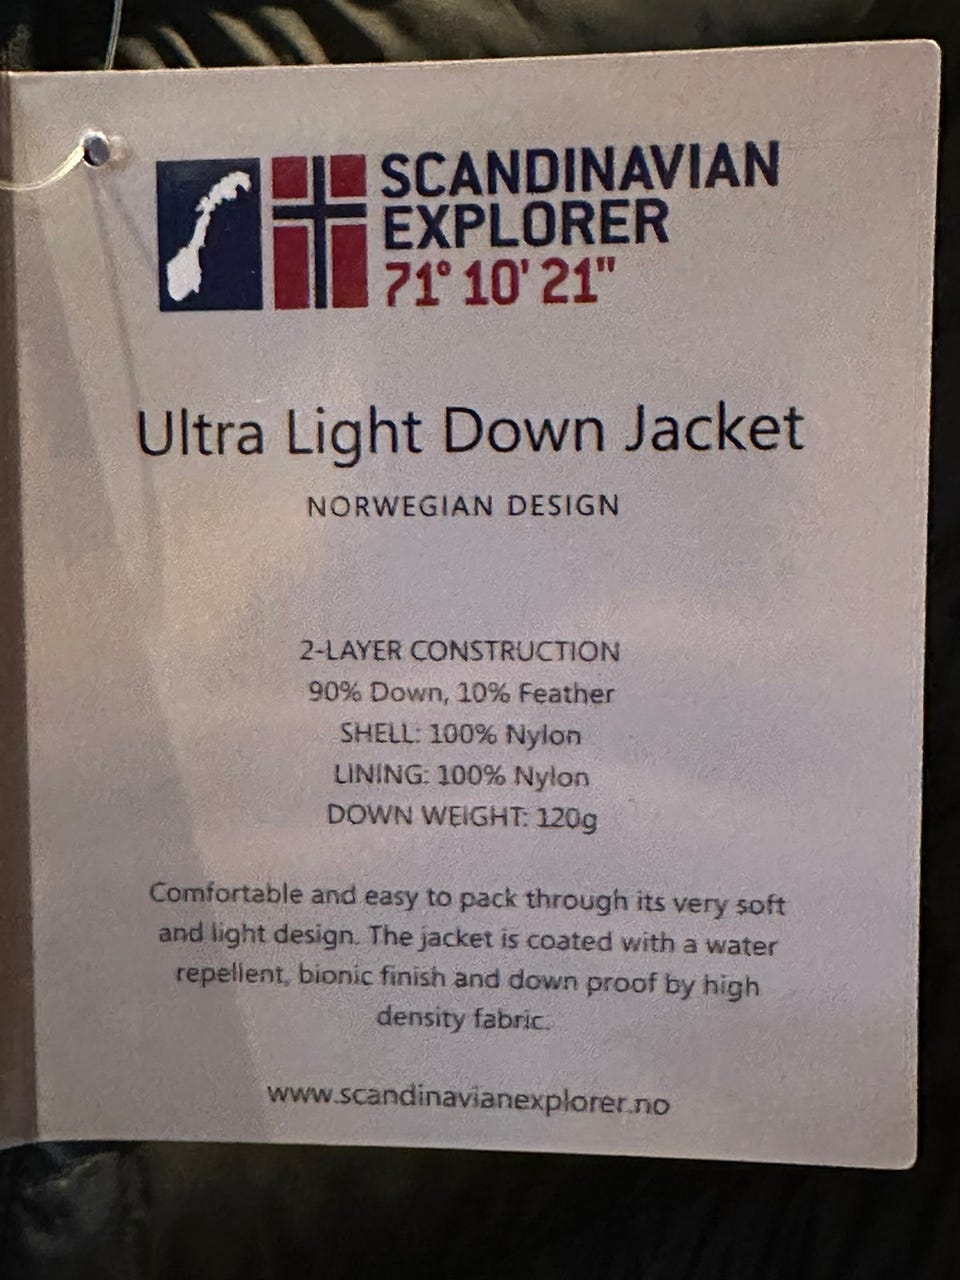 SCANDINAVIAN
EXPLORER
71° 10' 21"
Ultra Light Down Jacket
NORWEGIAN DESIGN
2-LAYER CONSTRUCTION
90% Down, 10% Feather
SHELL: 100% Nylon
LINING: 100% Nylon
DOWN WEIGHT: 120g
Comfortable and easy to pack through its very soft
and light design. The jacket is coated with a water
repellent, bionic finish and down proof by high
density fabric.
www.scandinavianexplorer.no